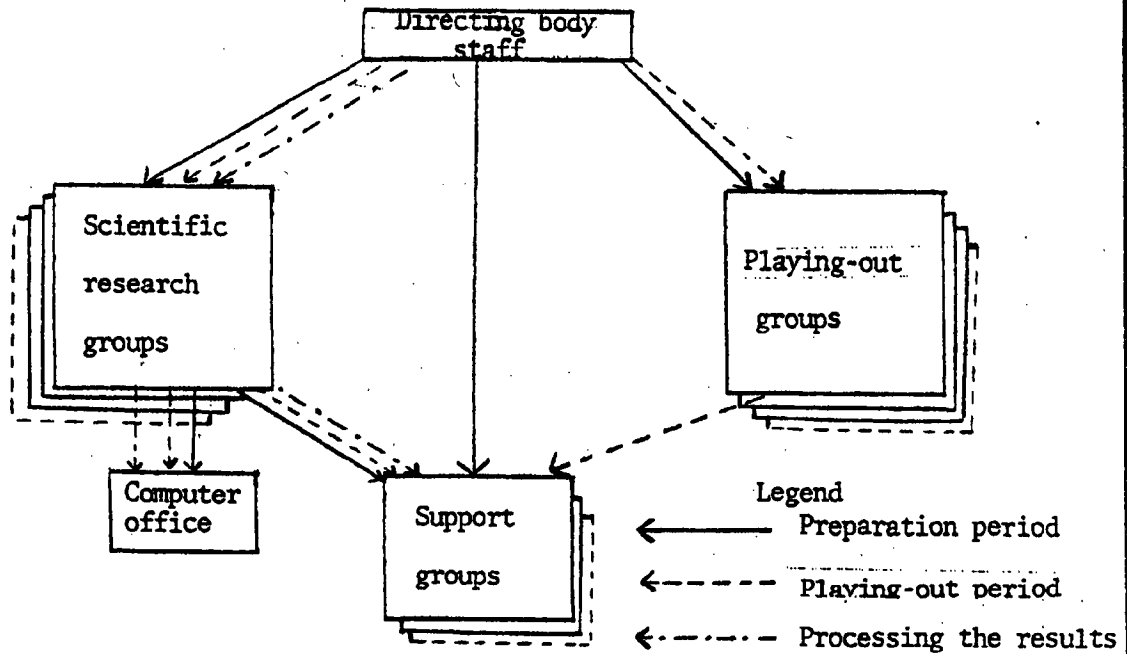 Directing body
staff
Scientific
research
groups
Playing-out
groups
Computer
office
Support
groups
Legend
Preparation period
Playing-out period
Processing the results